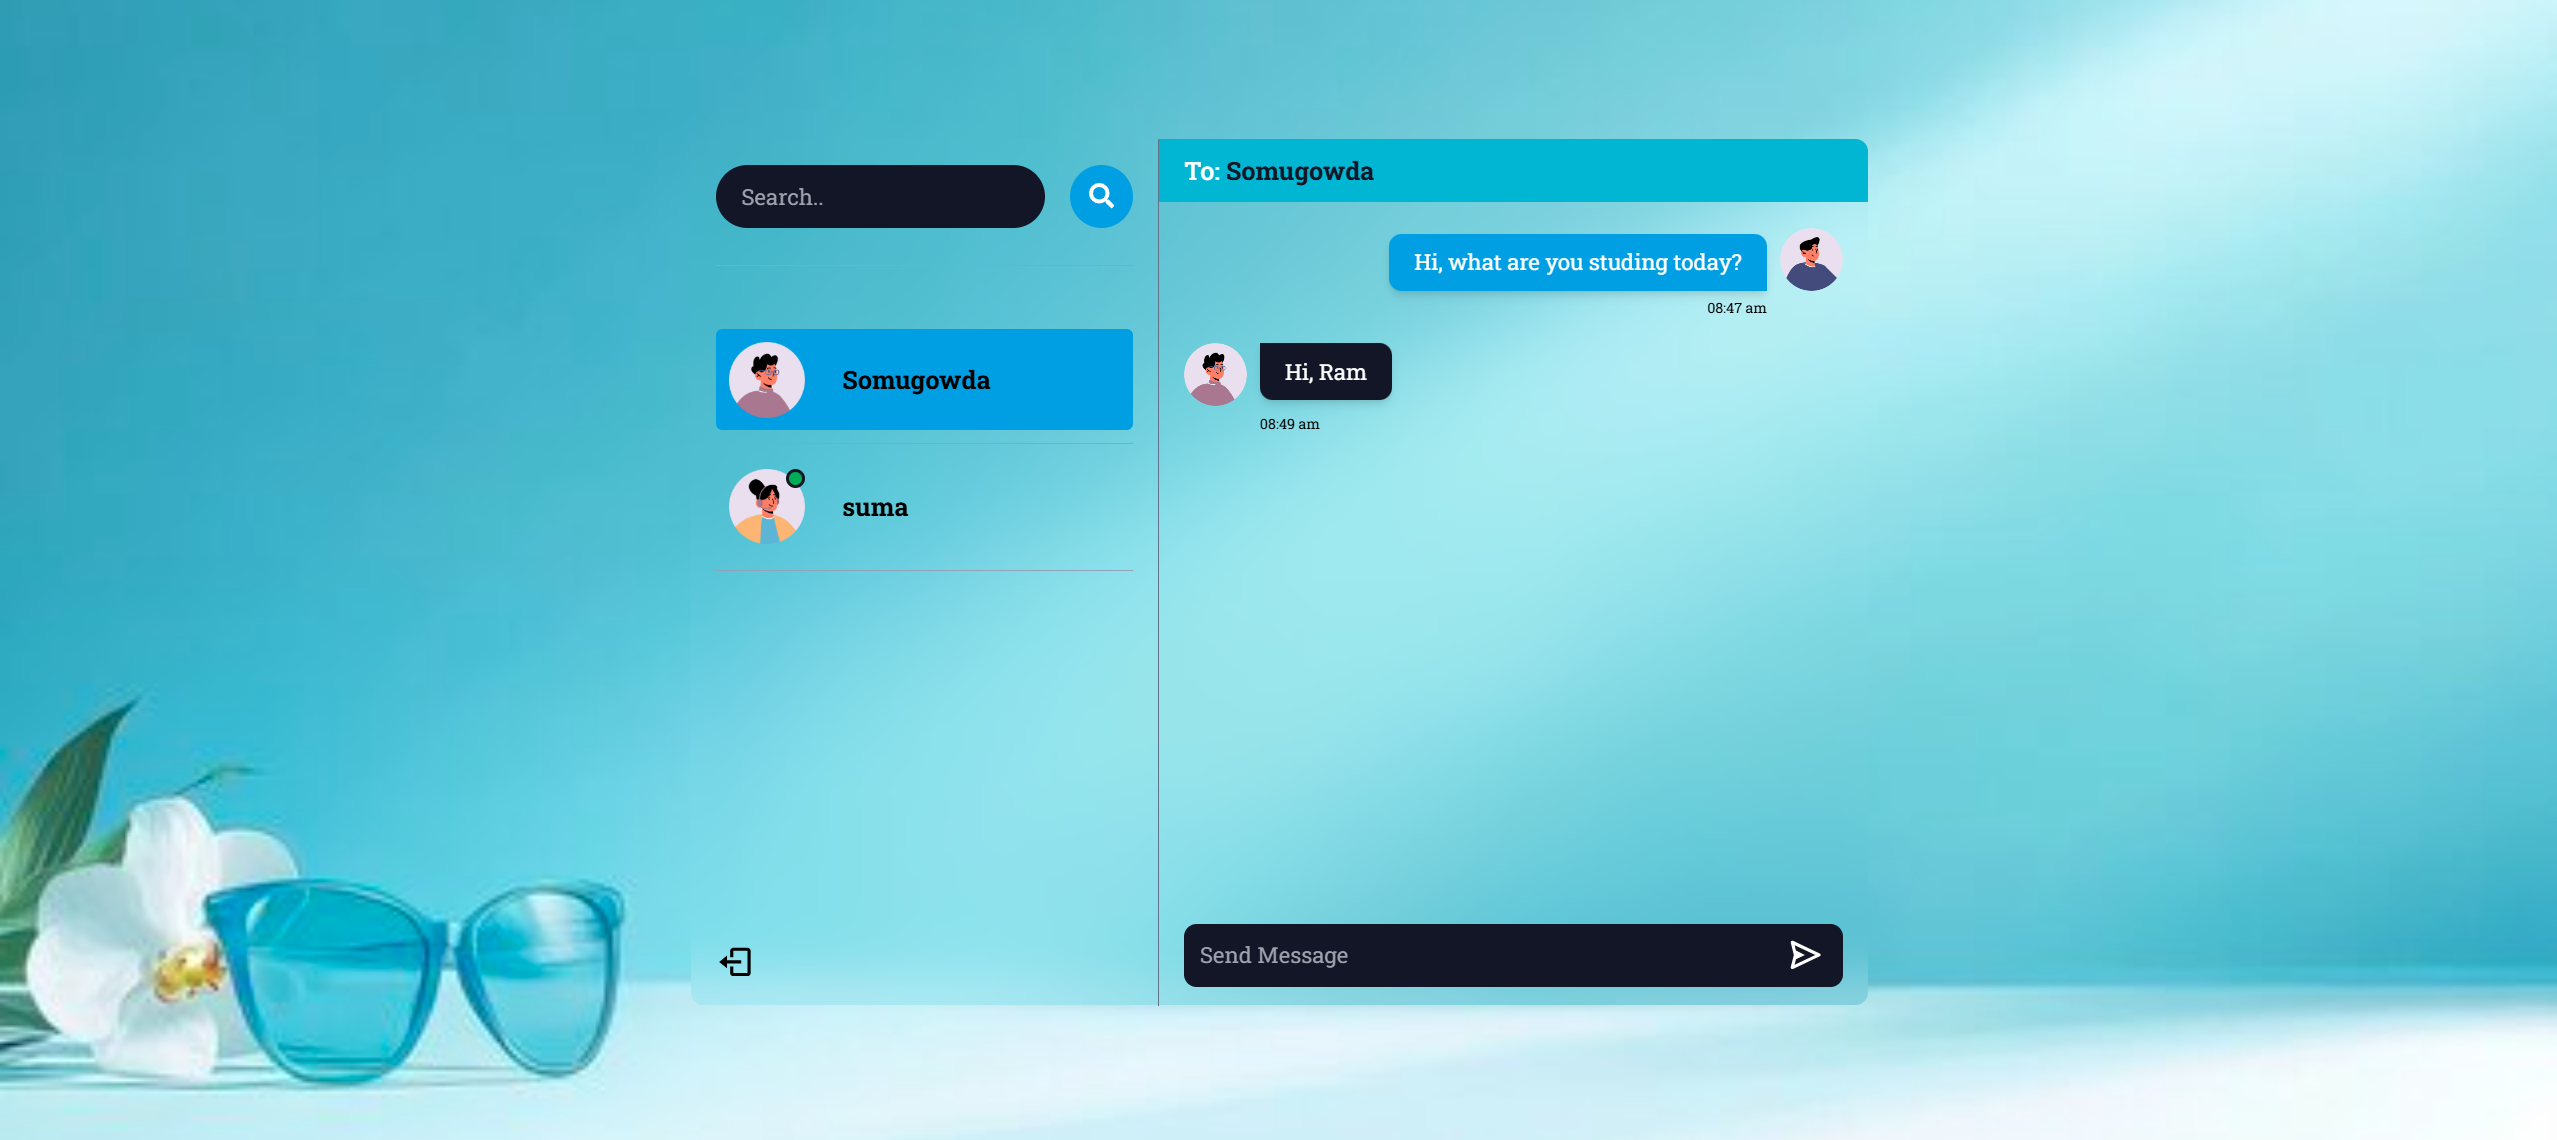 Search..
Somugowda
suma
To: Somugowda
Hi, what are you studing today?
08:47 am
Hi, Ram
08:49 am
Send Message